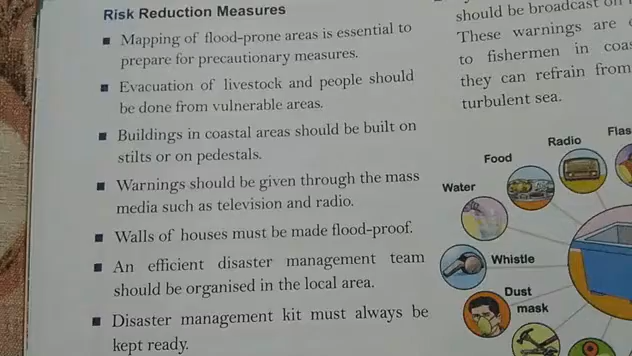 Risk Reduction Measures
■ Mapping of flood-prone areas is essential to
prepare for precautionary measures.
■ Evacuation of livestock and people should
be done from vulnerable areas.
■ Buildings in coastal areas should be built on
stilts or on pedestals.
■ Warnings should be given through the mass
media such as television and radio.
■ Walls of houses must be made flood-proof.
■ An efficient disaster management team
should be organised in the local area.
■ Disaster management kit must always be
kept ready.
should be broadcast on
These warnings are
to fishermen in
they can refrain from
turbulent sea.
Radio
Food
Water
Whistle
Dust
mask